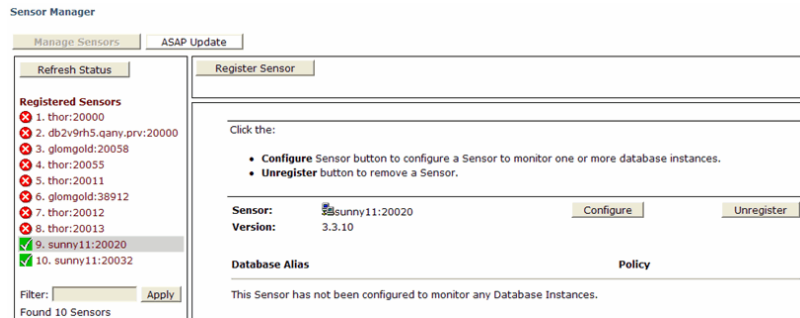 Sensor Manager
Manage Sensors
ASAP Update
Refresh Status
Registered Sensors
1. thor:20000
2. db2v9rh5.qany.prv:20000
3. glomgold:20058
4. thor:20055
5. thor:20011
6. glomgold:38912
7. thor:20012
8. thor:20013
9. sunny11:20020
10. sunny11:20032
Filter:
Apply
Found 10 Sensors
Register Sensor
Click the:
• Configure Sensor button to configure a Sensor to monitor one or more database instances.
• Unregister button to remove a Sensor.
Sensor: sunny11:20020 Configure Unregister
Version: 3.3.10
Database Alias Policy
This Sensor has not been configured to monitor any Database Instances.